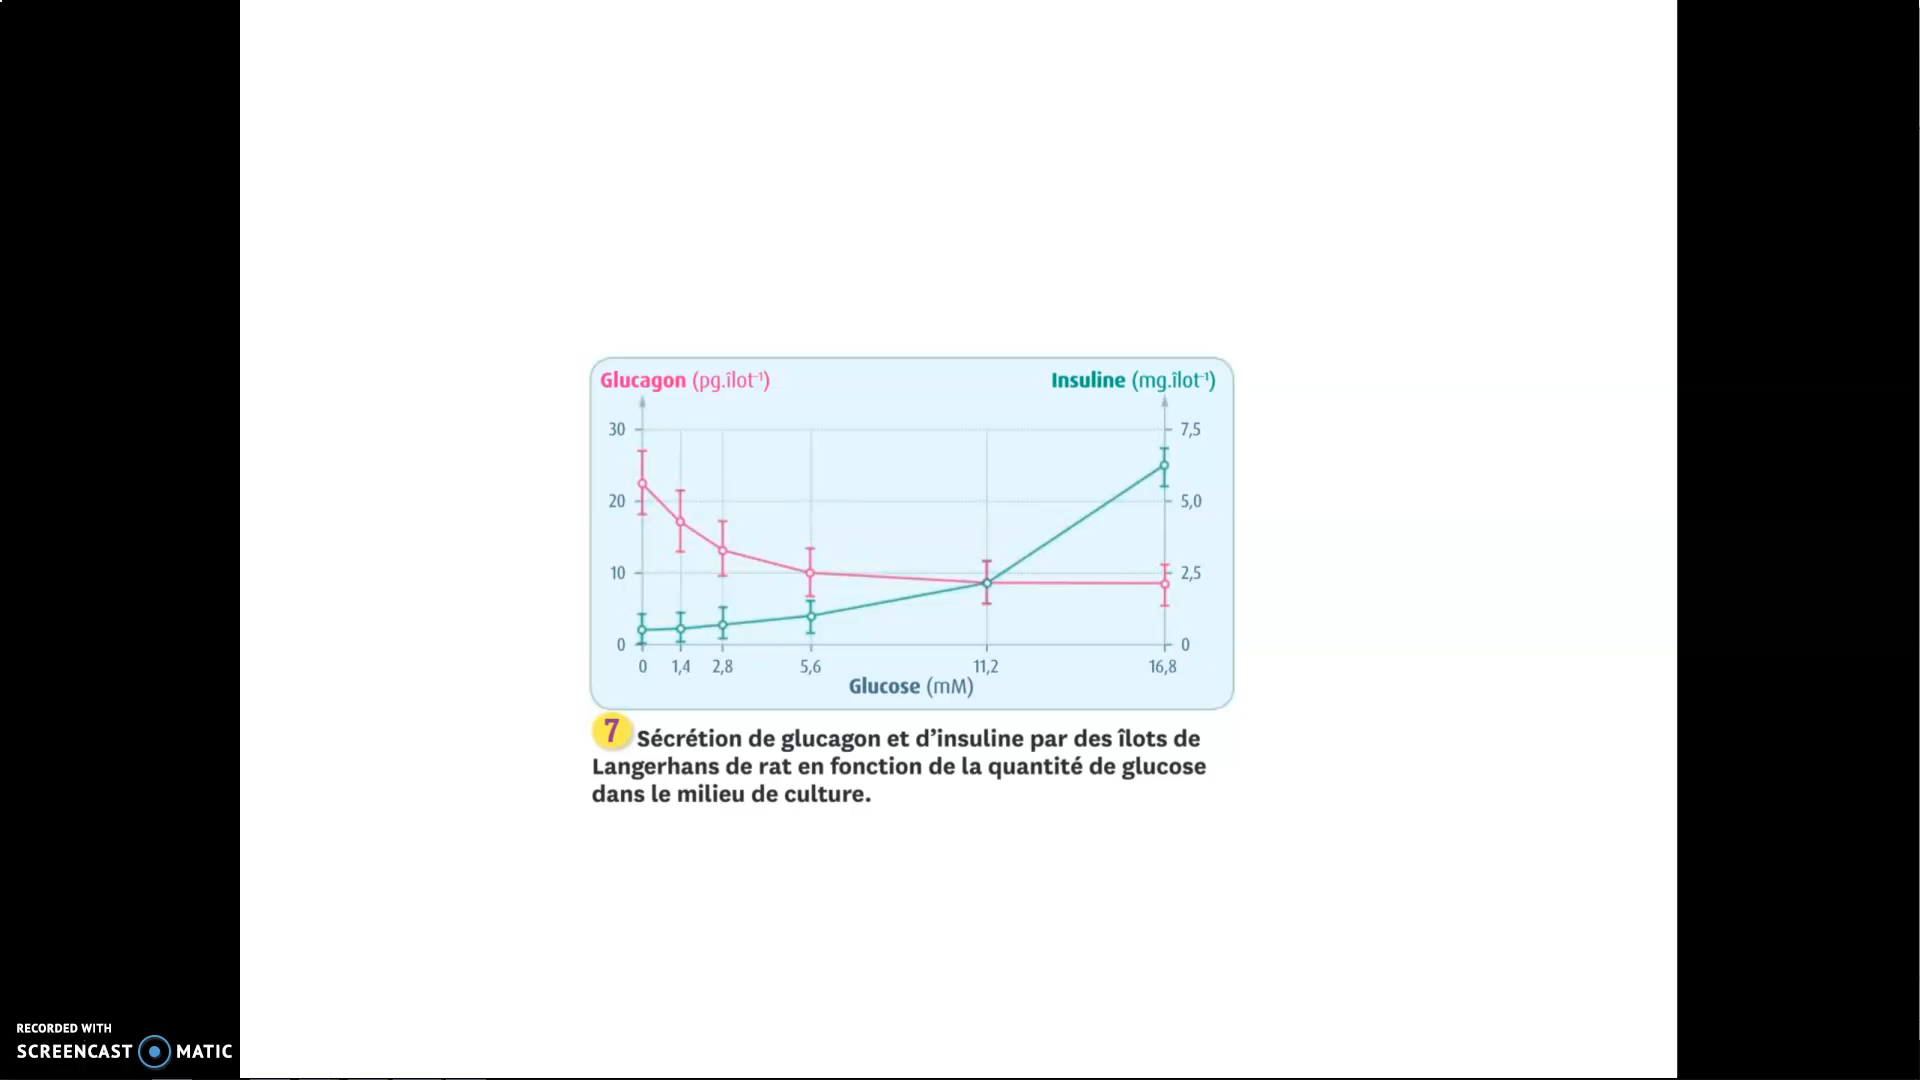 Glucagon (pg.îlot⁻¹)
Insuline (mg.îlot⁻¹)
30
20
10
0
7,5
5,0
2,5
0
0 1,4 2,8 5,6 11,2 16,8
Glucose (mM)
7 Sécrétion de glucagon et d’insuline par des îlots de
Langerhans de rat en fonction de la quantité de glucose
dans le milieu de culture.
RECORDED WITH
SCREENCAST MATIC